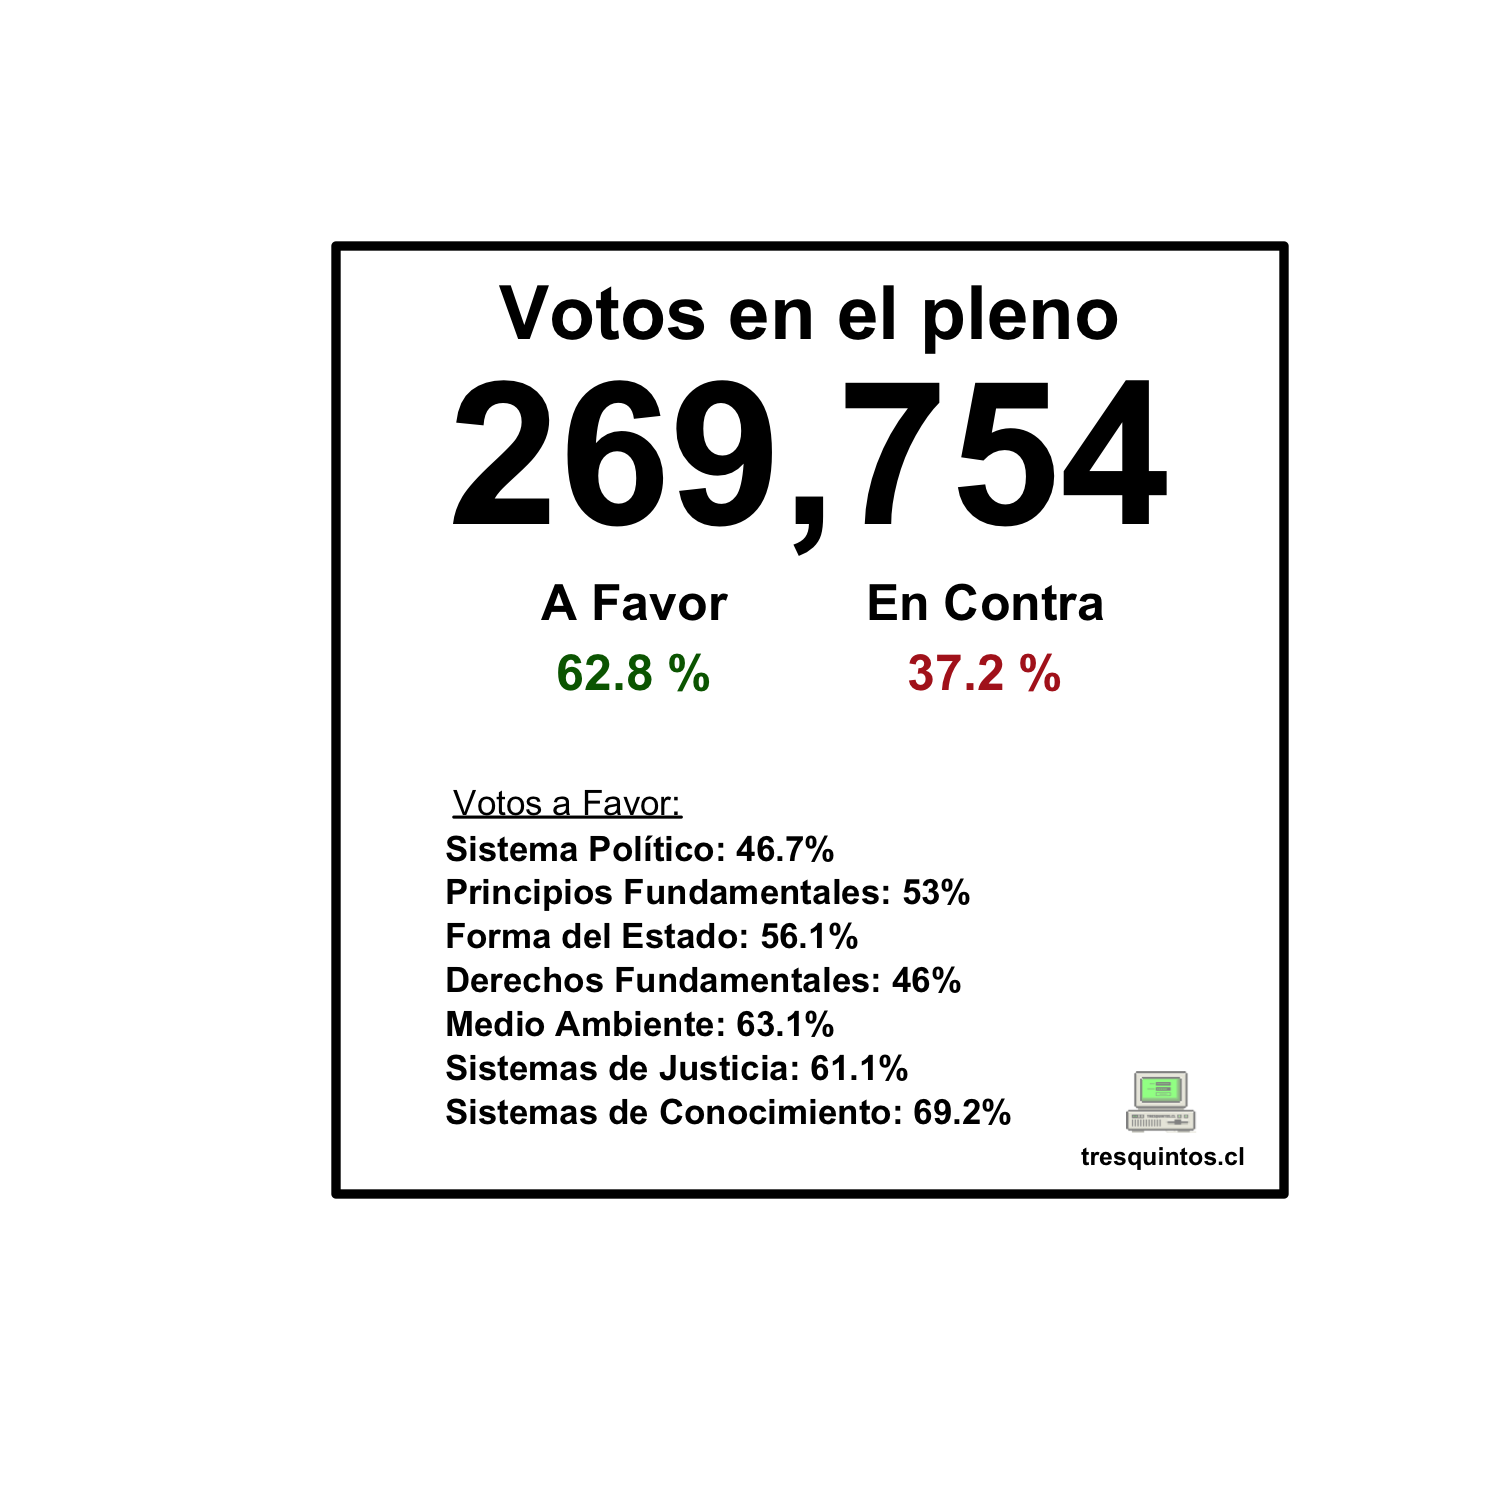 Votos en el pleno
269,754
A Favor En Contra
62.8 % 37.2 %
Votos a Favor:
Sistema Político: 46.7%
Principios Fundamentales: 53%
Forma del Estado: 56.1%
Derechos Fundamentales: 46%
Medio Ambiente: 63.1%
Sistemas de Justicia: 61.1%
Sistemas de Conocimiento: 69.2%
tresquintos.cl